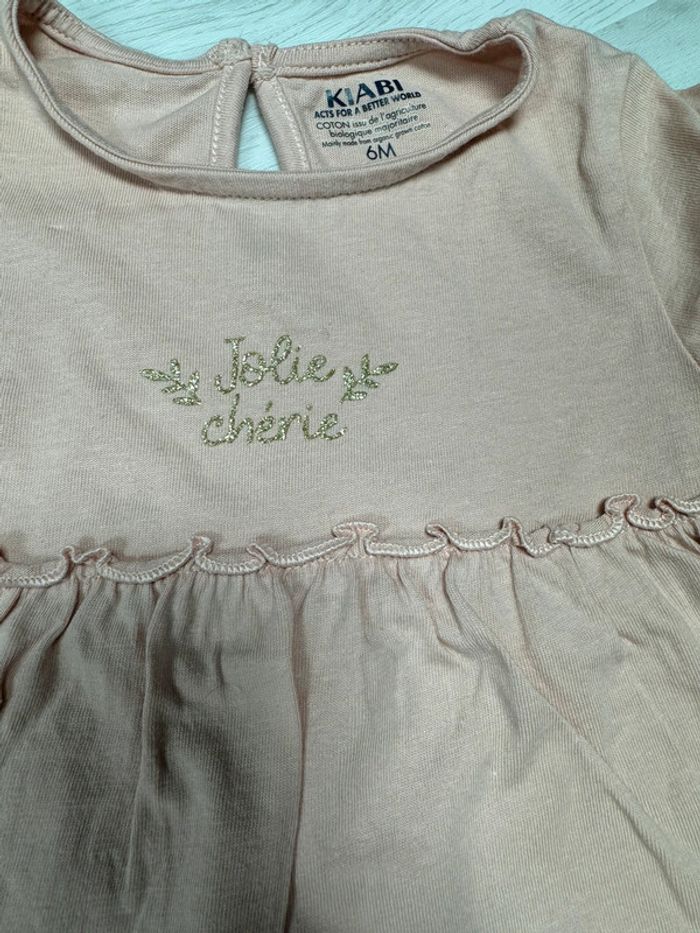 KIABI
ACTS FOR A BETTER WORLD
COTON issu de l'agriculture
biologique majoritaire
Mainly made from organic grown cotton
6M
Jolie
chérie